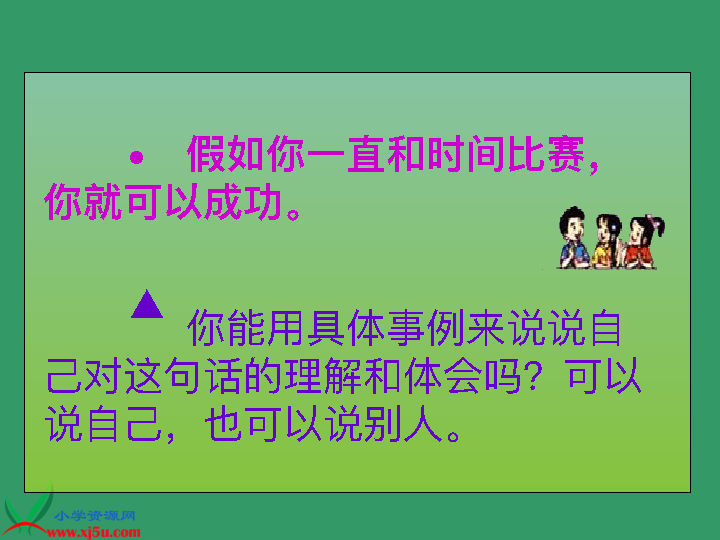 • 假如你一直和时间比赛，
你就可以成功。
▲ 你能用具体事例来说说自
己对这句话的理解和体会吗？可以
说自己，也可以说别人。
小学资源网
www.xj5u.com